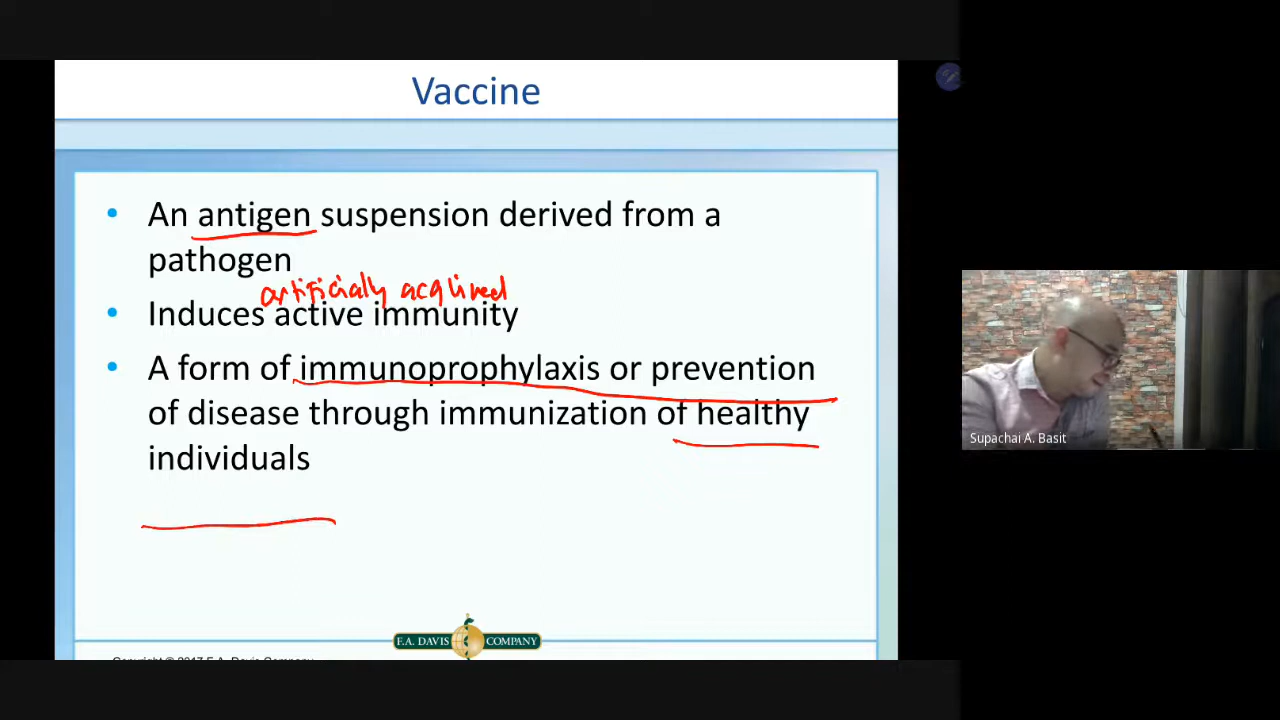 Vaccine
• An antigen suspension derived from a
pathogen
artificially acquired
• Induces active immunity
• A form of immunoprophylaxis or prevention
of disease through immunization of healthy
individuals
F.A. DAVIS COMPANY
Copyright © 2017 F.A. Davis Company
Supachai A. Basit